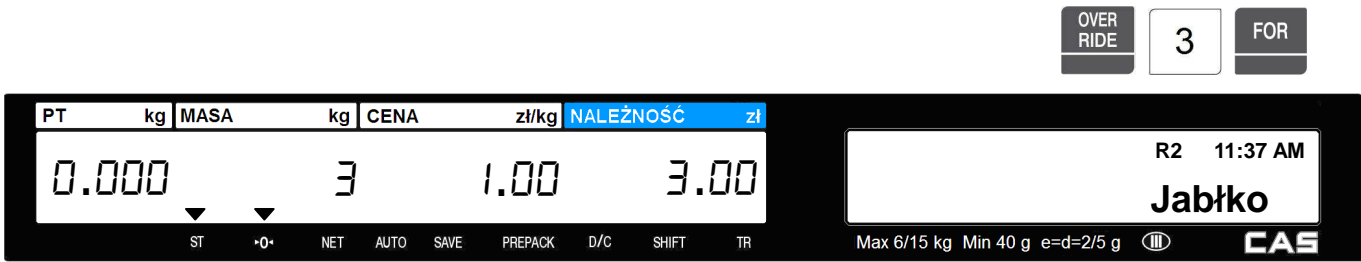 OVER
RIDE
3
FOR
PT kg MASA kg CENA zł/kg NALEŻNOŚĆ zł
0.000 3 1.00 3.00
R2 11:37 AM
Jabłko
ST ▸0◂ NET AUTO SAVE PREPACK D/C SHIFT TR
Max 6/15 kg Min 40 g e=d=2/5 g III CAS